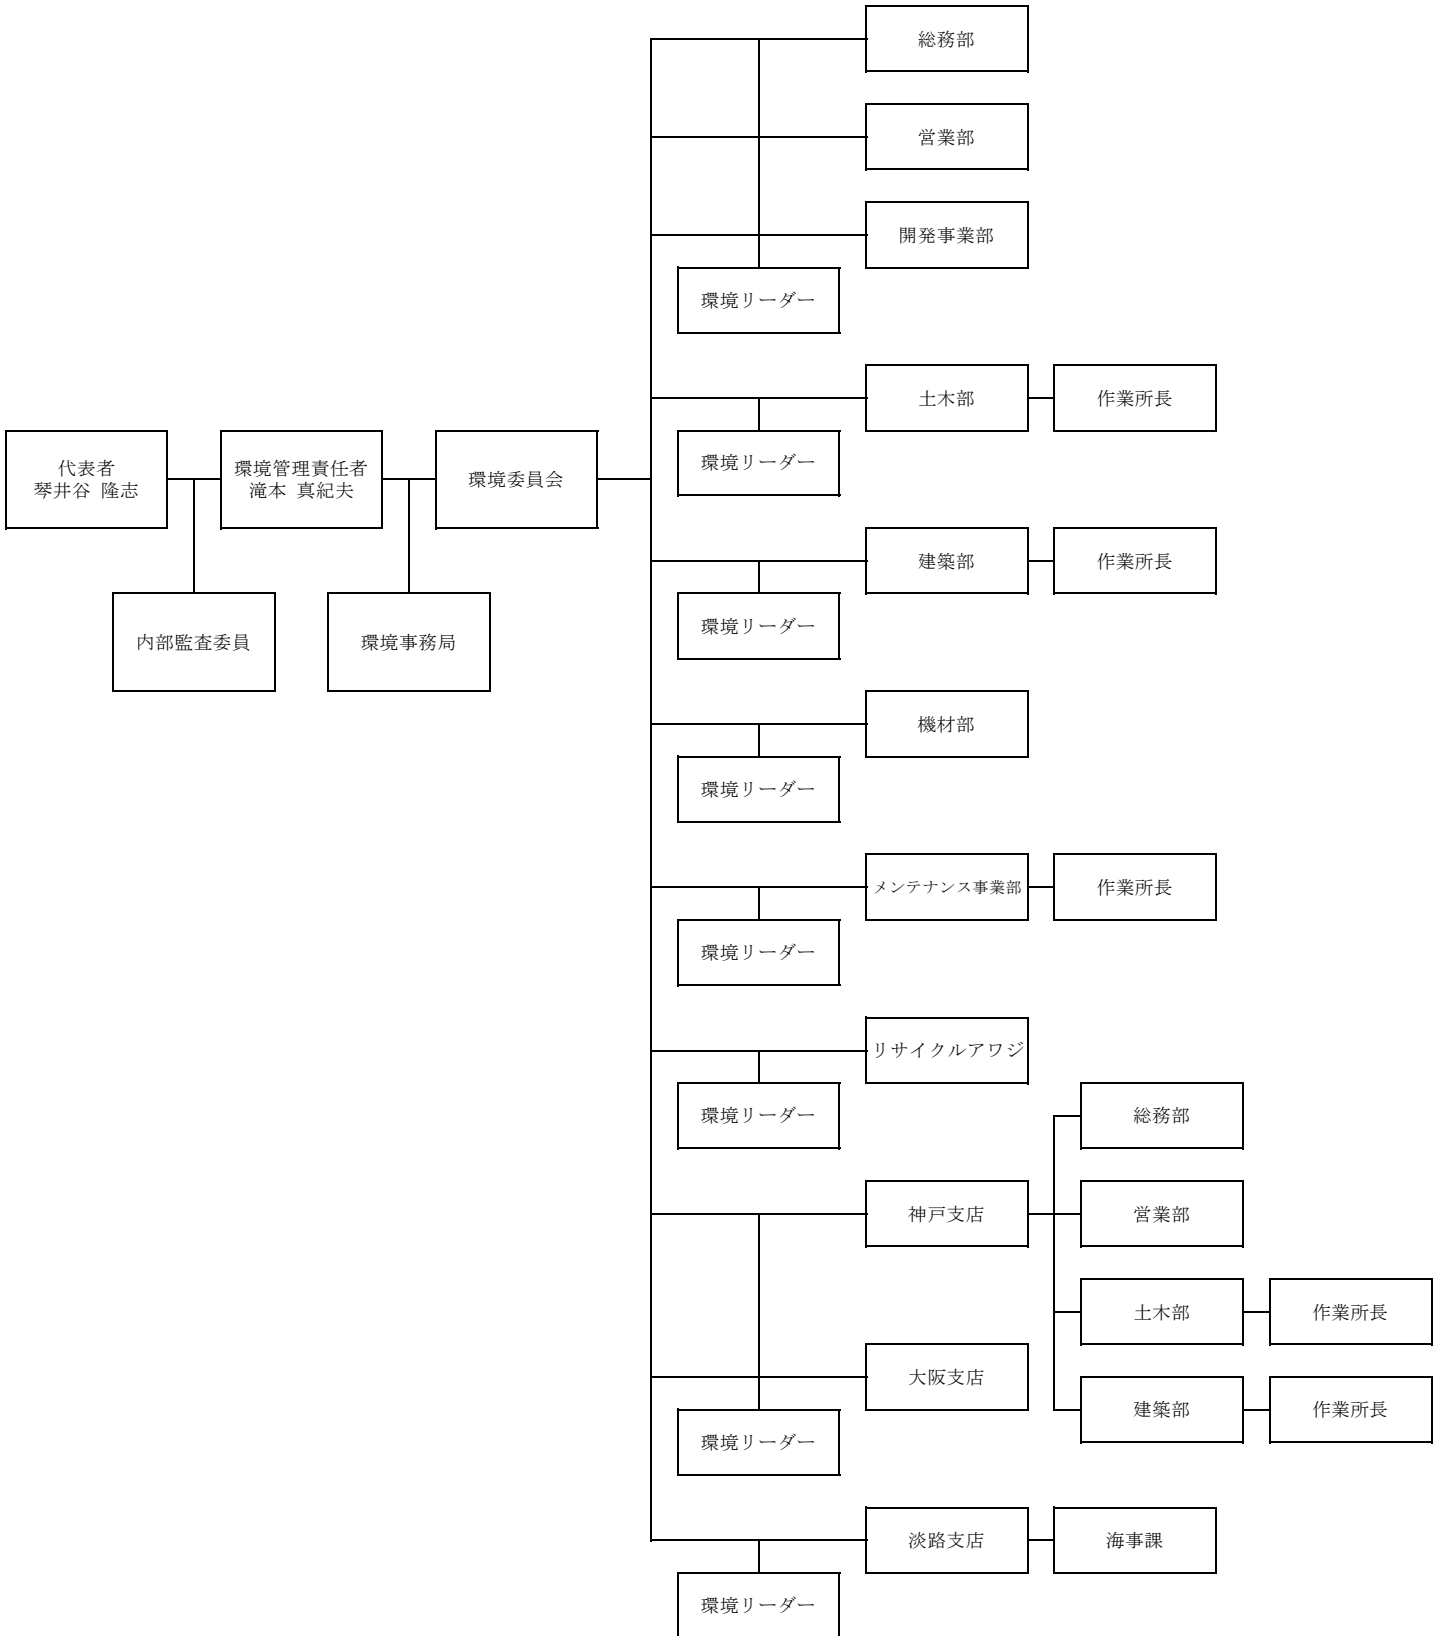 総務部
営業部
開発事業部
環境リーダー
土木部
作業所長
環境リーダー
代表者
琴井谷 隆志
環境管理責任者
滝本 真紀夫
環境委員会
内部監査委員
環境事務局
建築部
作業所長
環境リーダー
機材部
環境リーダー
メンテナンス事業部
作業所長
環境リーダー
リサイクルアワジ
環境リーダー
総務部
神戸支店
営業部
土木部
作業所長
大阪支店
建築部
作業所長
環境リーダー
淡路支店
海事課
環境リーダー